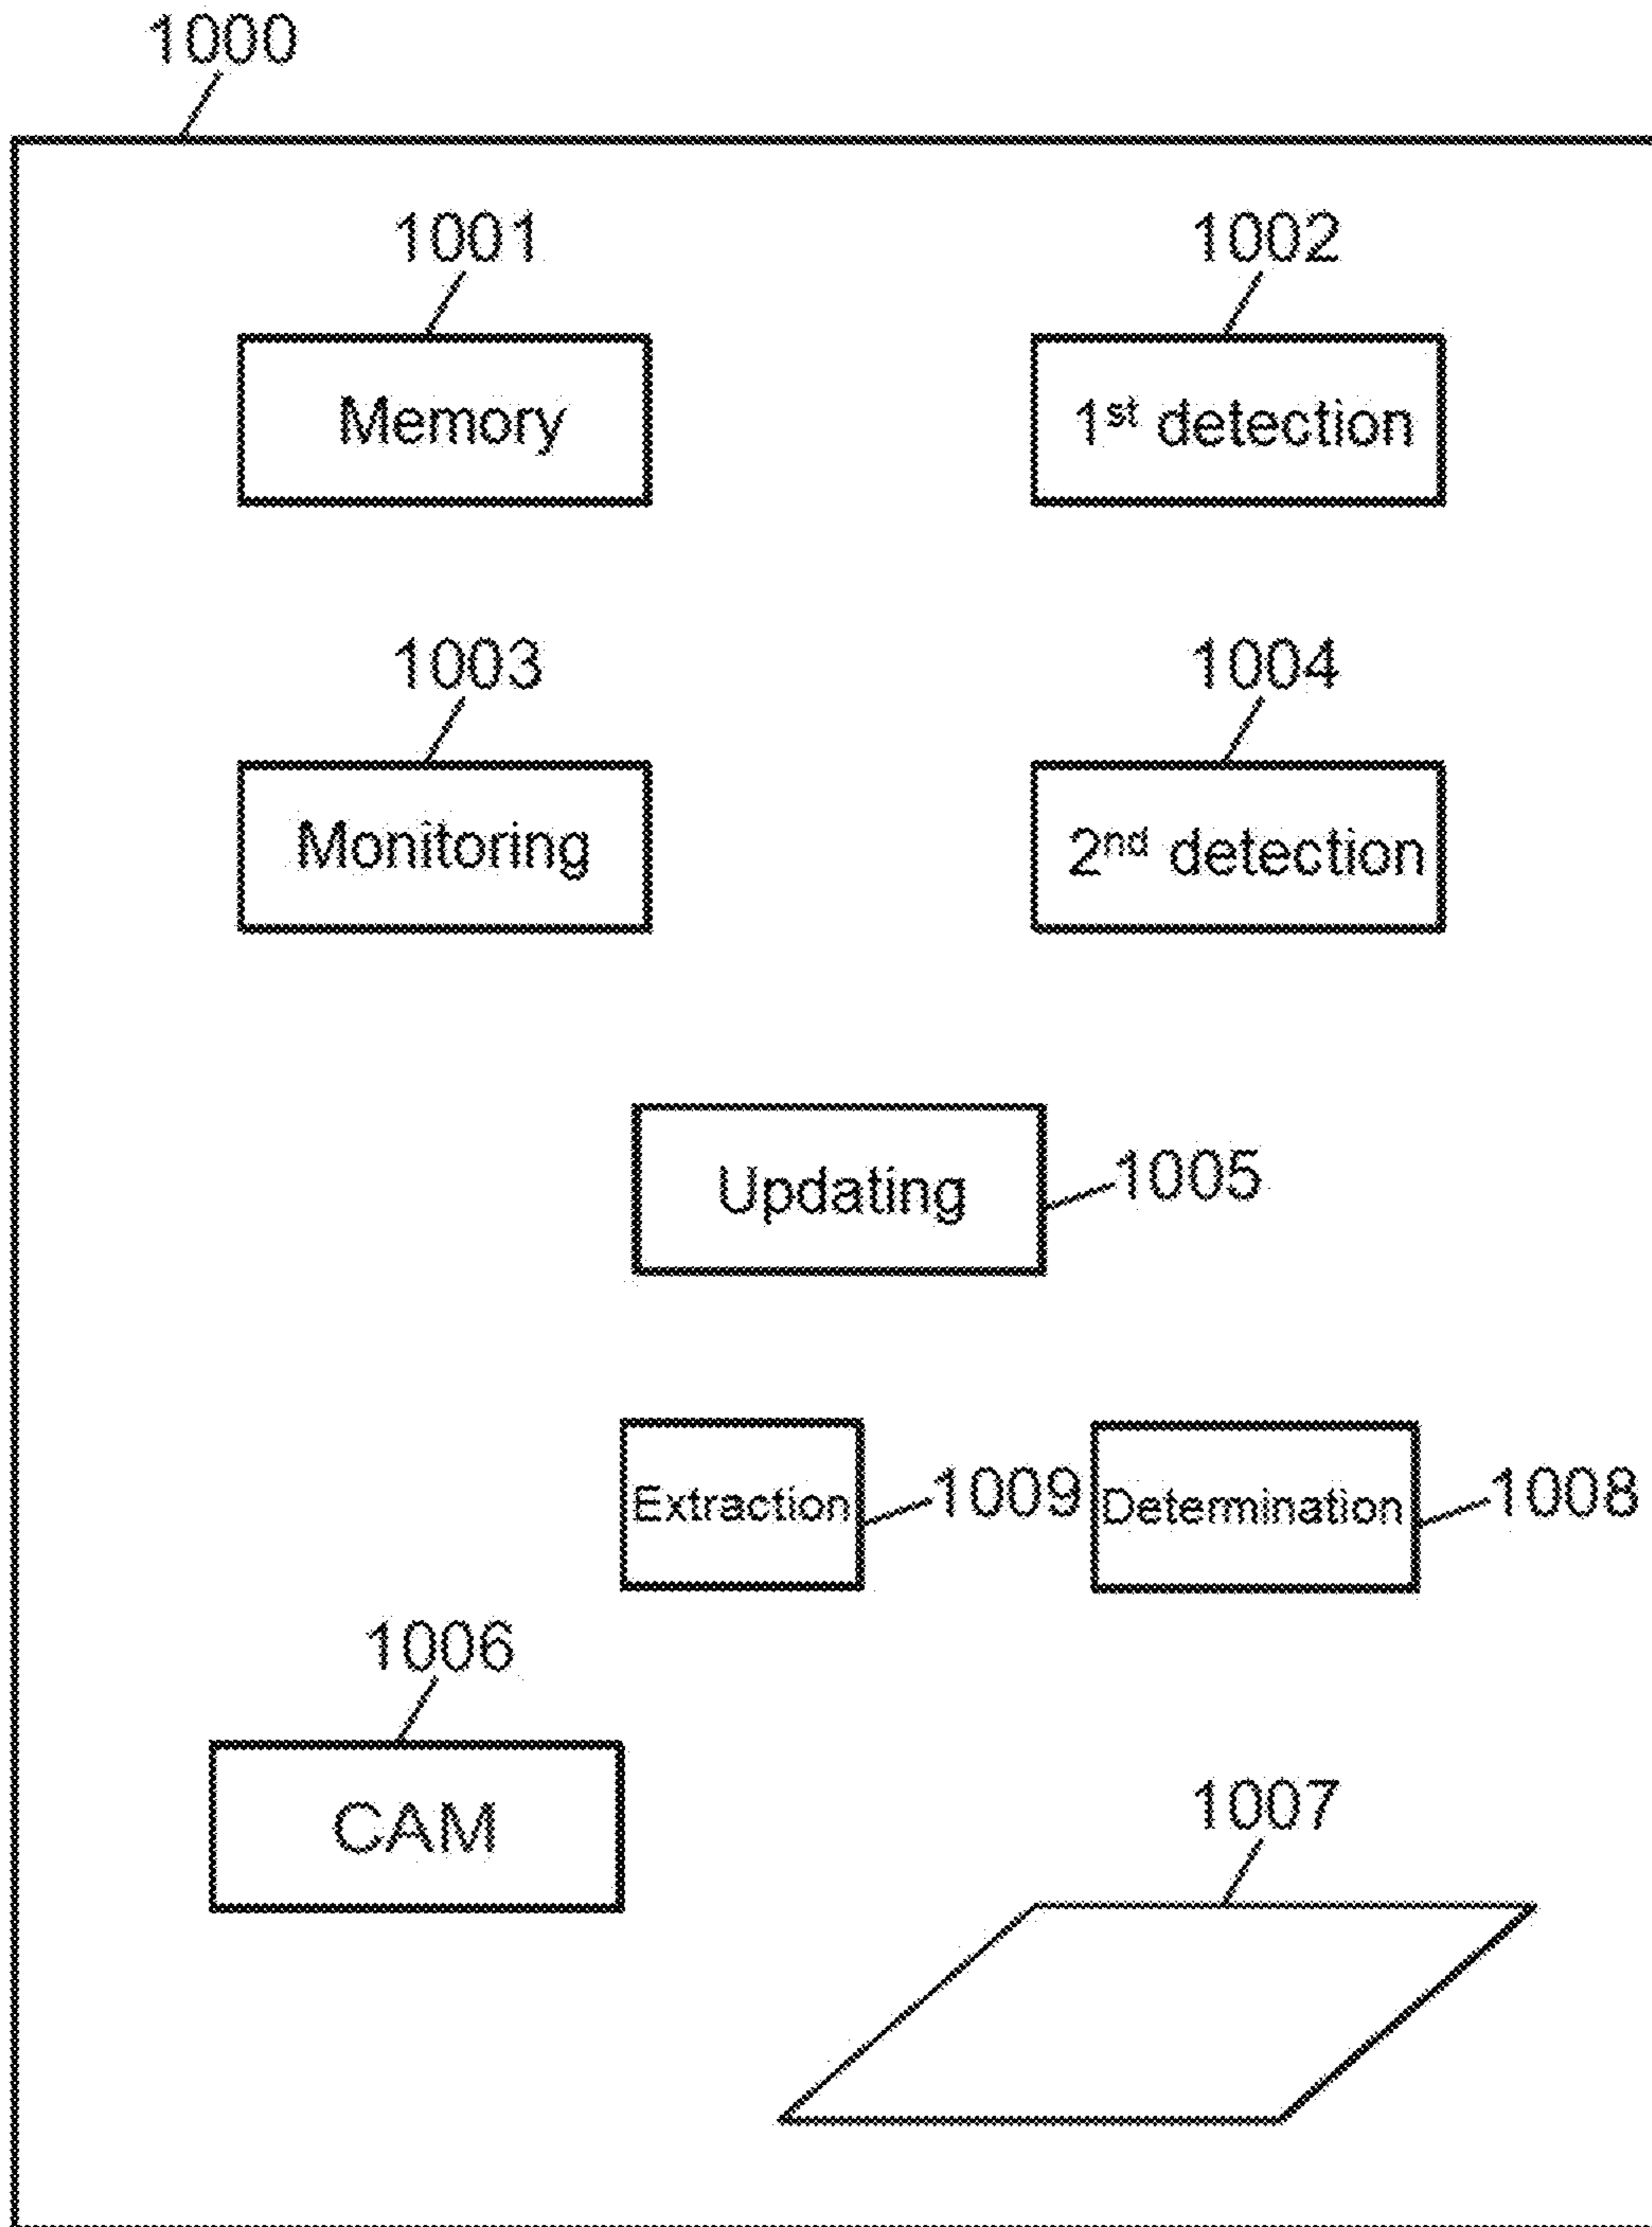 1000
1001 1002
Memory 1st detection
1003 1004
Monitoring 2nd detection
Updating 1005
Extraction 1009 Determination 1008
1006
CAM
1007